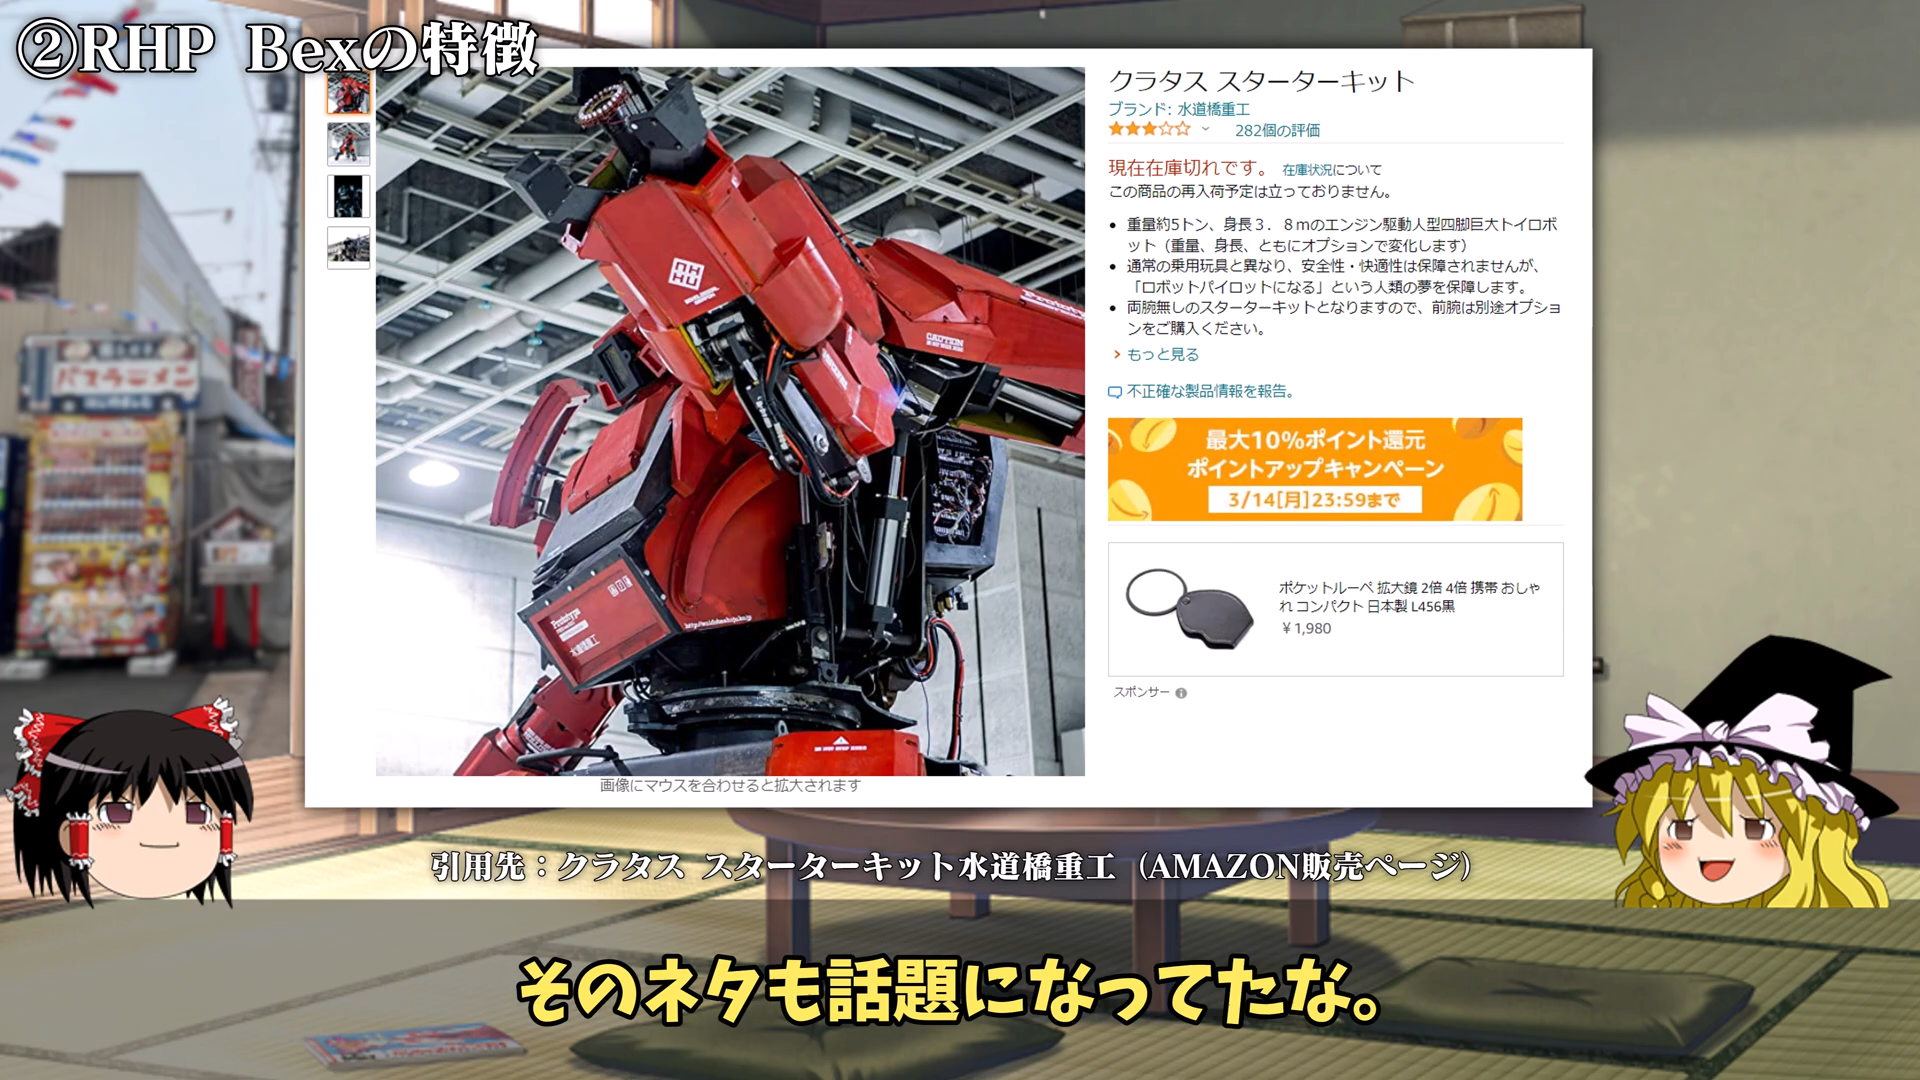 ②RHP Bexの特徴
クラタス スターターキット
ブランド: 水道橋重工
282個の評価
現在在庫切れです。 在庫状況について
この商品の再入荷予定は立っておりません。
重量約5トン、身長３．８ｍのエンジン駆動人型四脚巨大トイロボ
ット（重量、身長、ともにオプションで変化します）
通常の乗用玩具と異なり、安全性・快適性は保障されませんが、
「ロボットパイロットになる」という人類の夢を保障します。
両腕無しのスターターキットとなりますので、前腕は別途オプショ
ンをご購入ください。
もっと見る
不正確な製品情報を報告。
最大10%ポイント還元
ポイントアップキャンペーン
3/14[月]23:59まで
ポケットルーペ 拡大鏡 2倍 4倍 携帯 おしゃ
れ コンパクト 日本製 L456黒
￥1,980
スポンサー
CAUTION
Prototype
水道橋重工
画像にマウスを合わせると拡大されます
引用先：クラタス スターターキット水道橋重工（AMAZON販売ページ）
そのネタも話題になってたな。